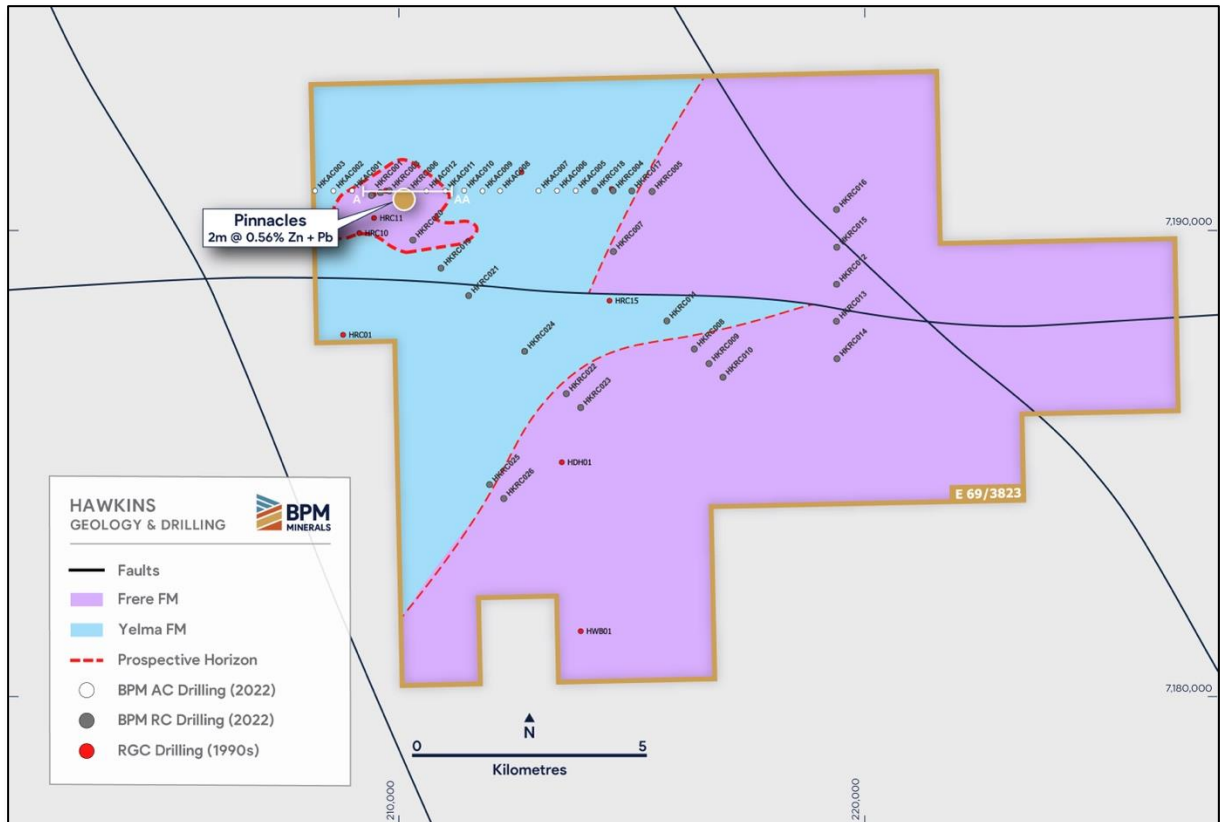 HKAC003
HKAC002
HKAC001
HKRC001
HKAC012
HKAC011
HKAC010
HKAC009
HKAC008
HKAC007
HKAC006
HKAC005
HKRC018
HKRC004
HKRC017
HKRC005
HKRC016
A
AA
Pinnacles
2m @ 0.56% Zn + Pb
HRC11
HRC10
HKRC020
HKRC019
HKRC021
HKRC007
HKRC015
HKRC012
7,190,000
HRC01
HRC15
HKRC011
HKRC013
HKRC024
HKRC008
HKRC009
HKRC010
HKRC014
HKRC022
HKRC023
HDH01
HKRC025
HKRC026
E 69/3823
HWB01
7,180,000
HAWKINS
GEOLOGY & DRILLING
BPM
MINERALS
Faults
Frere FM
Yelma FM
Prospective Horizon
BPM AC Drilling (2022)
BPM RC Drilling (2022)
RGC Drilling (1990s)
N
0
5
Kilometres
210,000
220,000